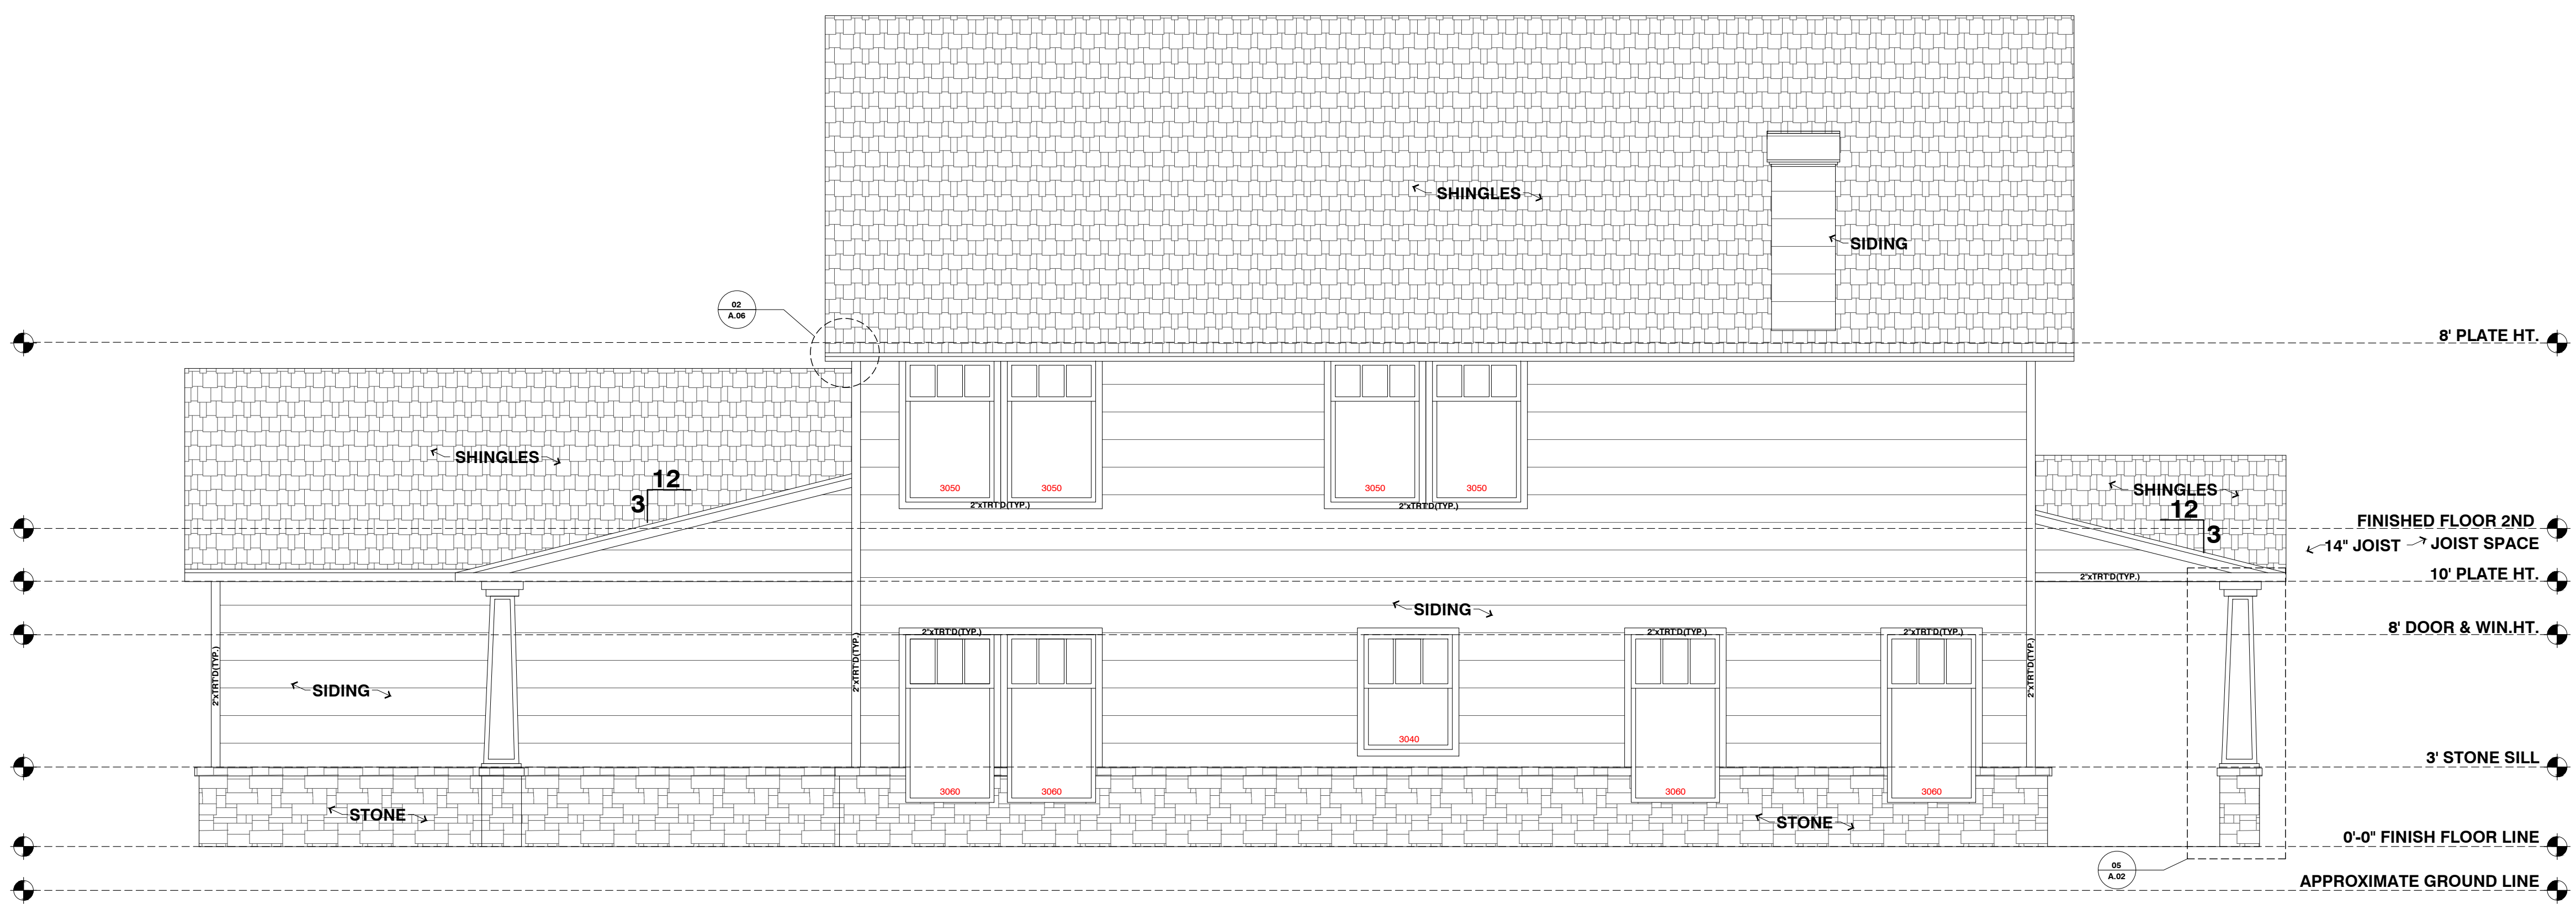 SHINGLES
SIDING
02
A.06
8' PLATE HT.
SHINGLES
12
3
3050
3050
3050
3050
2"xTRT'D(TYP.)
2"xTRT'D(TYP.)
SHINGLES
12
3
FINISHED FLOOR 2ND
14" JOIST
JOIST SPACE
2"xTRT'D(TYP.)
10' PLATE HT.
SIDING
8' DOOR & WIN.HT.
2"xTRT'D(TYP.)
2"xTRT'D(TYP.)
2"xTRT'D(TYP.)
2"xTRT'D(TYP.)
2"xTRT'D(TYP.)
2"xTRT'D(TYP.)
SIDING
3040
3' STONE SILL
3060
3060
3060
3060
STONE
STONE
0'-0" FINISH FLOOR LINE
05
A.02
APPROXIMATE GROUND LINE